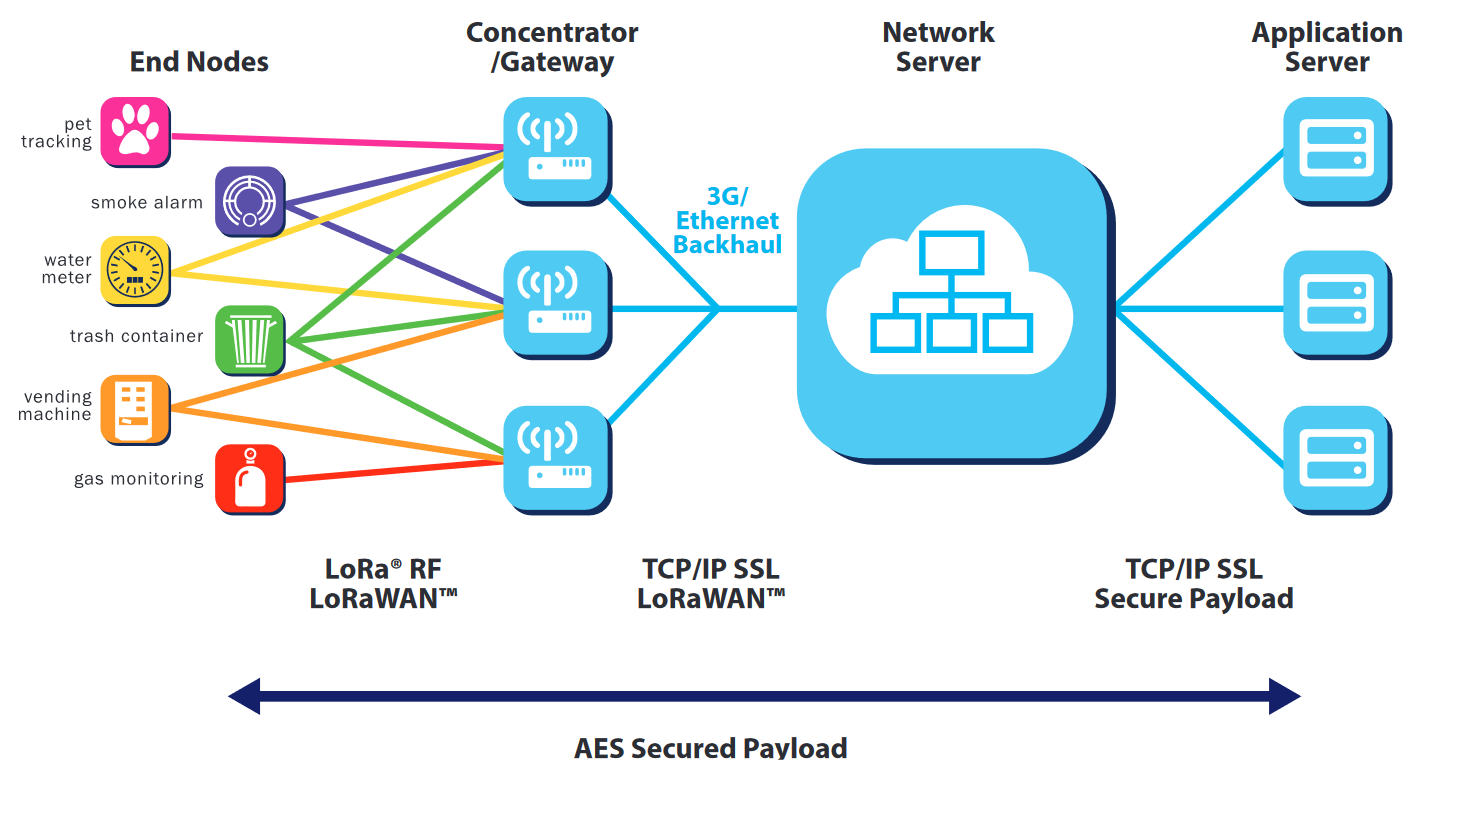 End Nodes
Concentrator
/Gateway
Network
Server
Application
Server
pet
tracking
smoke alarm
water
meter
trash container
vending
machine
gas monitoring
3G/
Ethernet
Backhaul
LoRa® RF
LoRaWAN™
TCP/IP SSL
LoRaWAN™
TCP/IP SSL
Secure Payload
AES Secured Payload